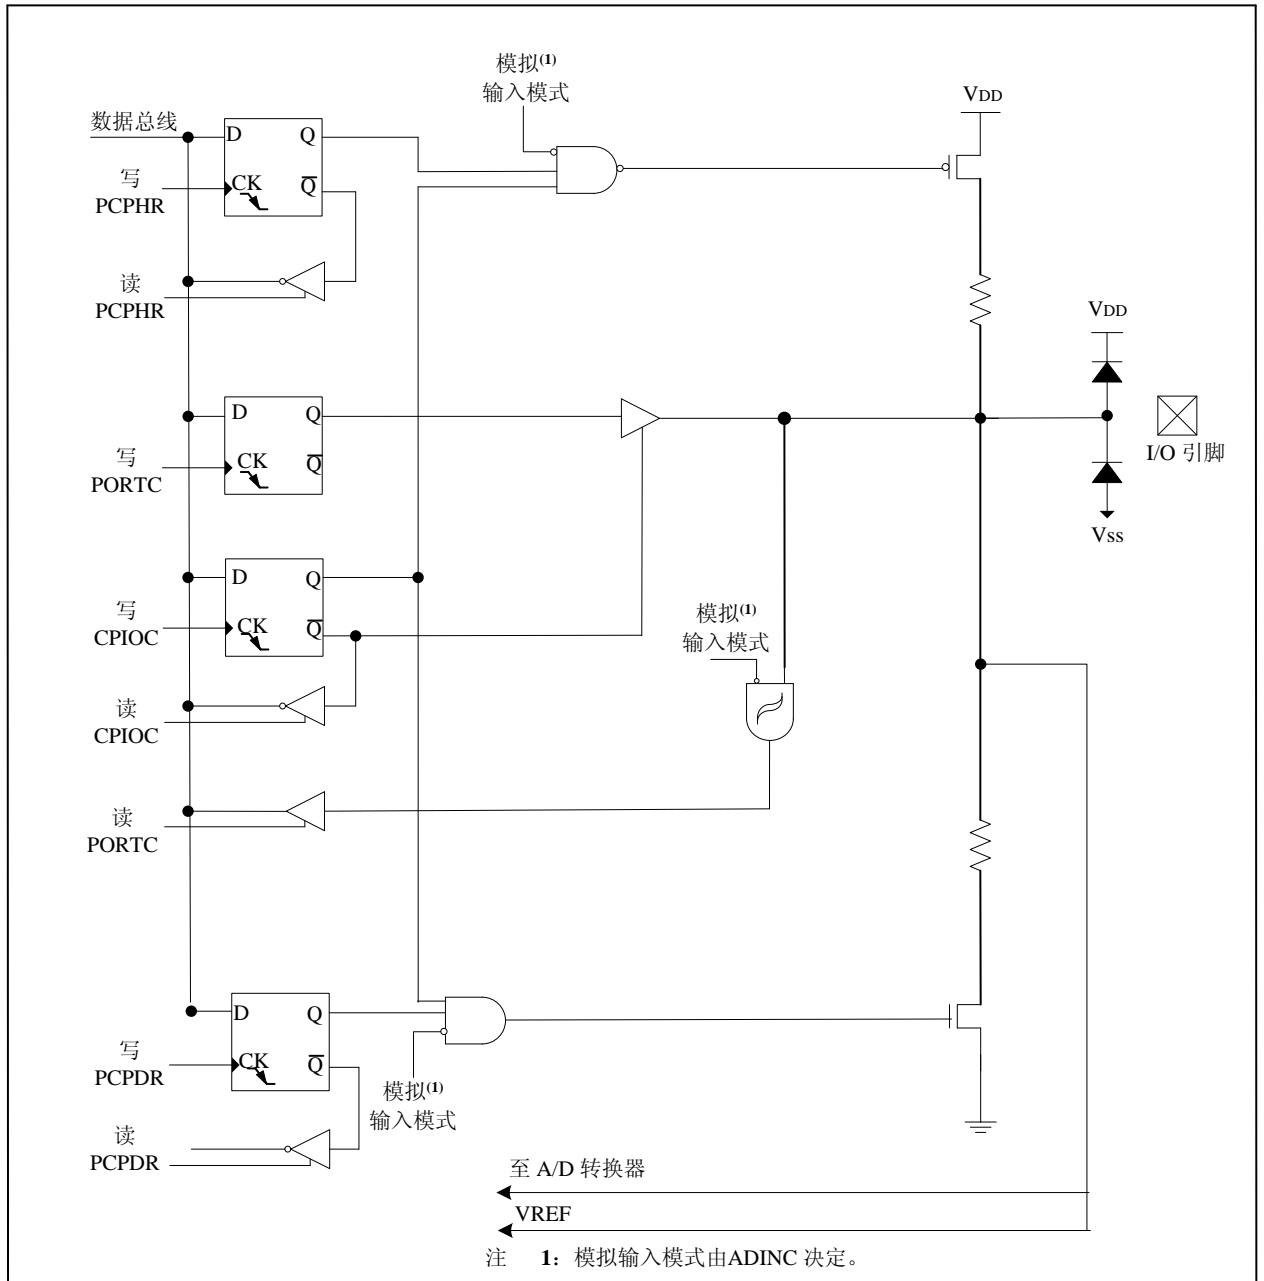 模拟(1)
输入模式
VDD
数据总线
D
Q
写
PCPHR
CK
Q
读
PCPHR
VDD
D
Q
写
PORTC
CK
Q
I/O 引脚
Vss
D
Q
写
CPIOC
CK
Q
模拟(1)
输入模式
读
CPIOC
读
PORTC
D
Q
写
PCPDR
CK
Q
模拟(1)
输入模式
读
PCPDR
至 A/D 转换器
VREF
注 1：模拟输入模式由ADINC 决定。